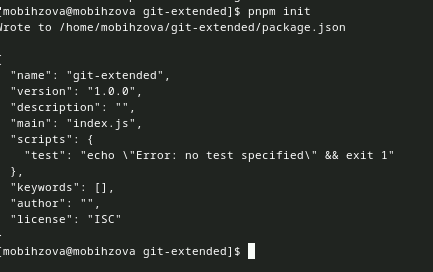 [mobihzova@mobihzova git-extended]$ pnpm init
Wrote to /home/mobihzova/git-extended/package.json
{
  "name": "git-extended",
  "version": "1.0.0",
  "description": "",
  "main": "index.js",
  "scripts": {
    "test": "echo \"Error: no test specified\" && exit 1"
  },
  "keywords": [],
  "author": "",
  "license": "ISC"
}
[mobihzova@mobihzova git-extended]$